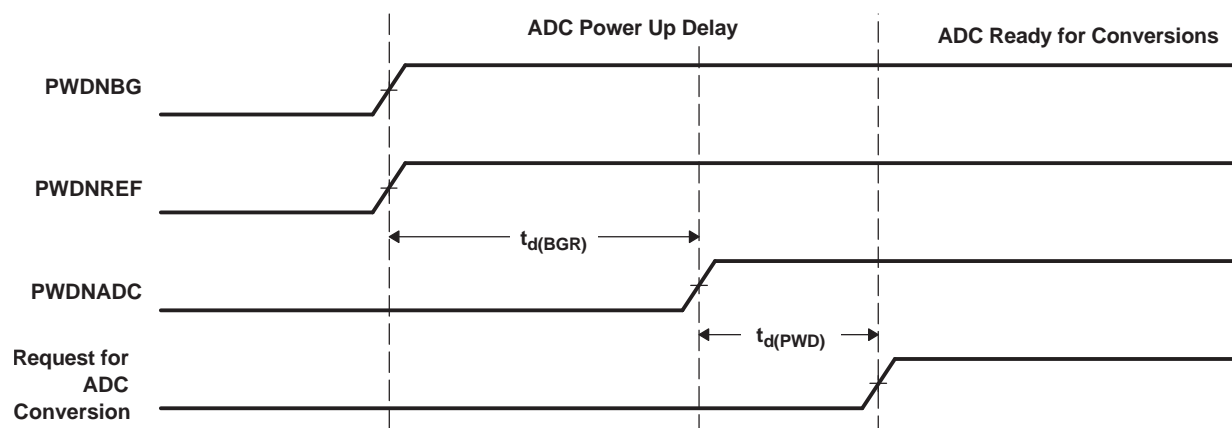 ADC Power Up Delay
ADC Ready for Conversions
PWDNBG
PWDNREF
td(BGR)
PWDNADC
td(PWD)
Request for
ADC
Conversion